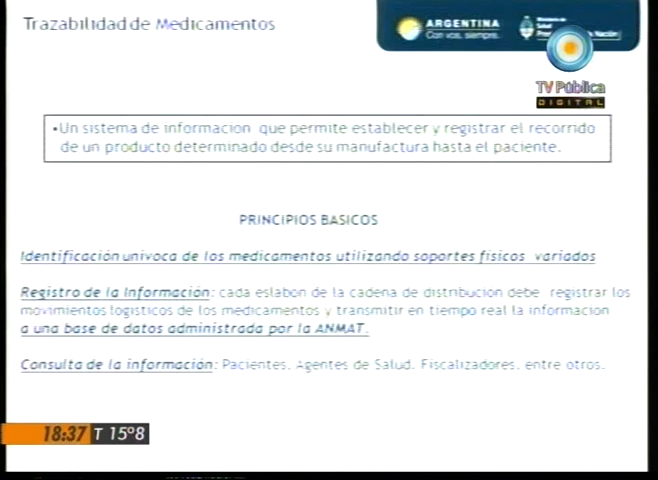 Trazabilidad de Medicamentos
ARGENTINA
Con vos, siempre.
Ministerio de
Salud
TV Pública
DIGITAL
•Un sistema de informacion que permite establecer y registrar el recorrido
de un producto determinado desde su manufactura hasta el paciente.
PRINCIPIOS BASICOS
Identificación univoca de los medicamentos utilizando soportes físicos variados
Registro de la Información: cada eslabon de la cadena de distribucion debe registrar los
movimientos logisticos de los medicamentos y transmitir en tiempo real la informacion
a una base de datos administrada por la ANMAT.
Consulta de la información: Pacientes, Agentes de Salud, Fiscalizadores, entre otros.
18:37 T 15º8